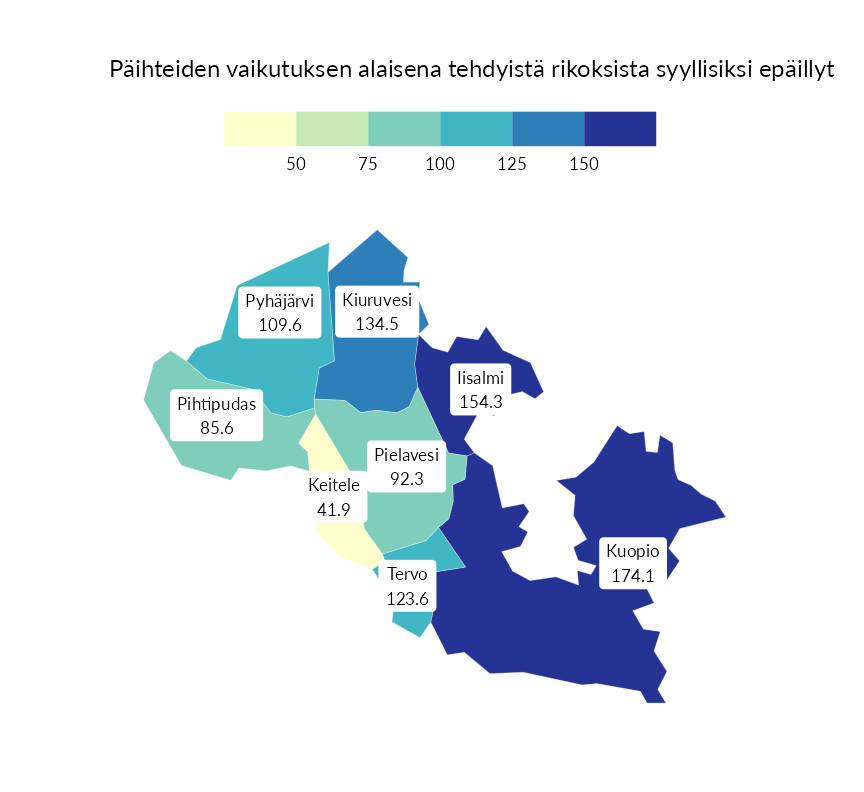 Päihteiden vaikutuksen alaisena tehdyistä rikoksista syyllisiksi epäillyt
50 75 100 125 150
Pyhäjärvi
109.6
Kiuruvesi
134.5
Iisalmi
154.3
Pihtipudas
85.6
Pielavesi
92.3
Keitele
41.9
Kuopio
174.1
Tervo
123.6